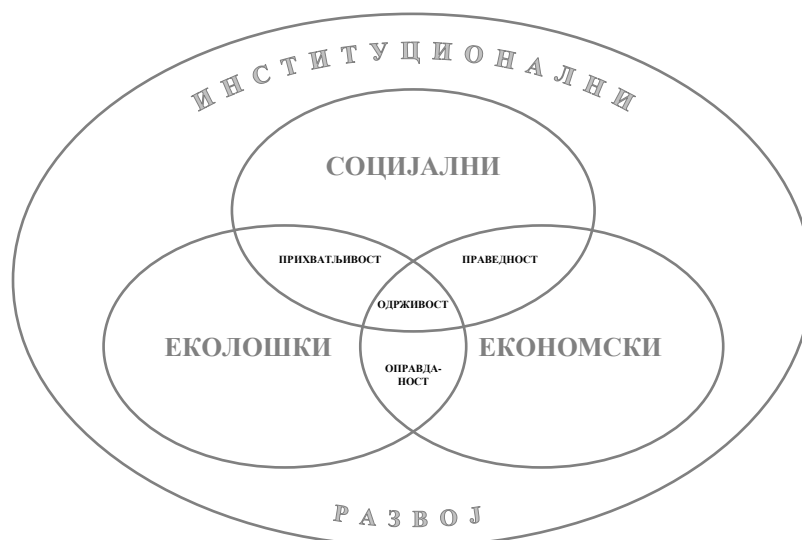 ИНСТИТУЦИОНАЛНИ
СОЦИЈАЛНИ
ПРИХВАТЉИВОСТ
ПРАВЕДНОСТ
ОДРЖИВОСТ
ЕКОЛОШКИ
ЕКОНОМСКИ
ОПРАВДА-
НОСТ
РАЗВОЈ